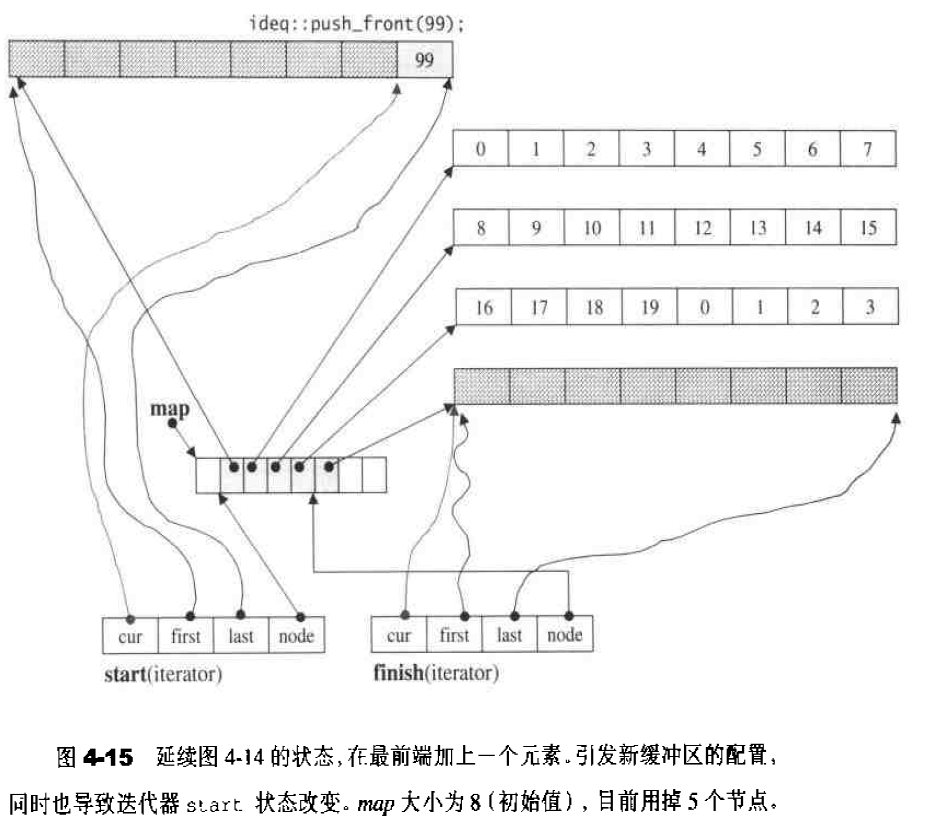 ideq::push_front(99);
99
0 1 2 3 4 5 6 7
8 9 10 11 12 13 14 15
16 17 18 19 0 1 2 3
map
cur first last node
cur first last node
start(iterator)
finish(iterator)
图 4-15 延续图 4-14 的状态,在最前端加上一个元素.引发新缓冲区的配置,
同时也导致迭代器 start 状态改变。map 大小为 8(初始值),目前用掉 5 个节点。